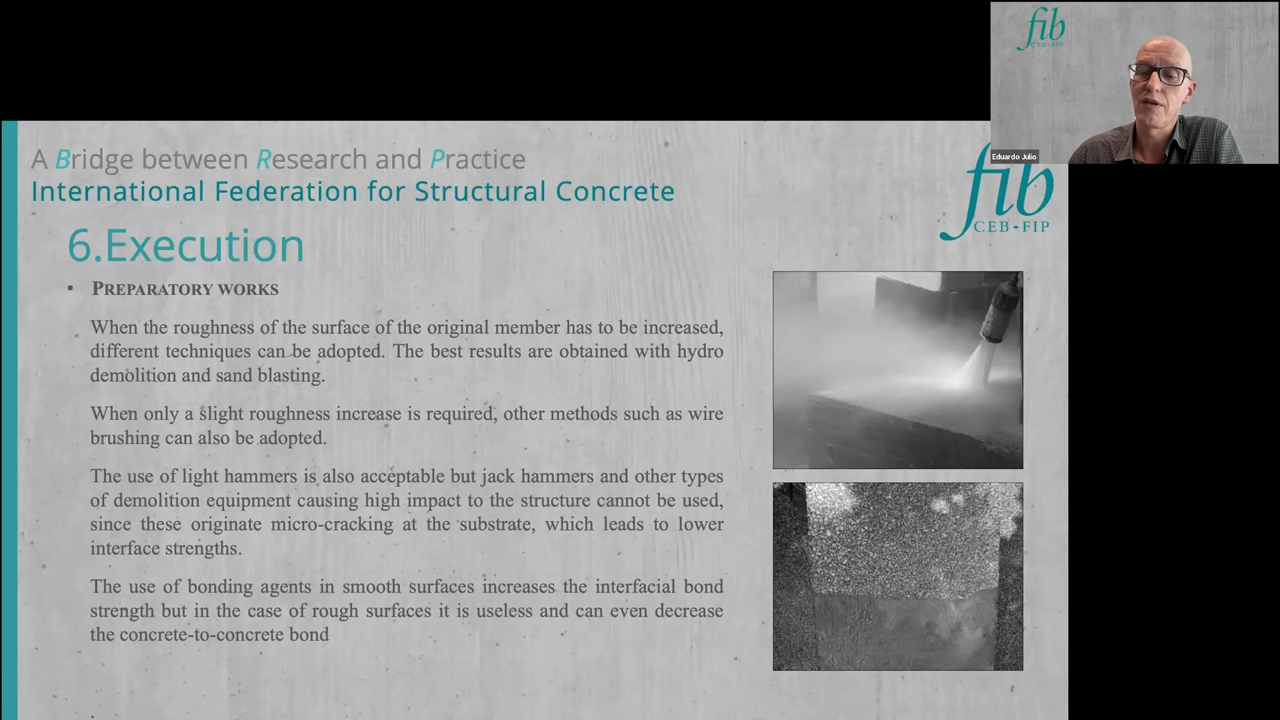 fib
CEB-FIP
Eduardo Julio
A Bridge between Research and Practice
International Federation for Structural Concrete
fib
CEB-FIP
6.Execution
• PREPARATORY WORKS
When the roughness of the surface of the original member has to be increased,
different techniques can be adopted. The best results are obtained with hydro
demolition and sand blasting.
When only a slight roughness increase is required, other methods such as wire
brushing can also be adopted.
The use of light hammers is also acceptable but jack hammers and other types
of demolition equipment causing high impact to the structure cannot be used,
since these originate micro-cracking at the substrate, which leads to lower
interface strengths.
The use of bonding agents in smooth surfaces increases the interfacial bond
strength but in the case of rough surfaces it is useless and can even decrease
the concrete-to-concrete bond